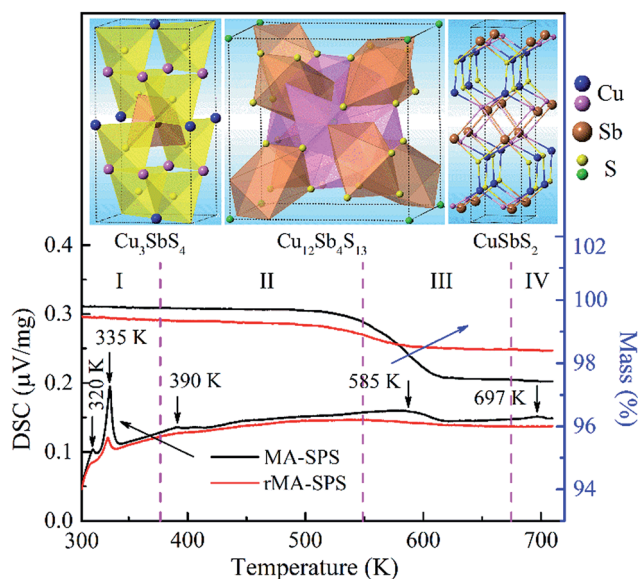 Cu
Sb
S
Cu₃SbS₄
Cu₁₂Sb₄S₁₃
CuSbS₂
I
II
III
IV
0.4
0.3
0.2
0.1
0.0
DSC (µV/mg)
102
100
98
96
94
Mass (%)
320 K
335 K
390 K
585 K
697 K
MA-SPS
rMA-SPS
300
400
500
600
700
Temperature (K)